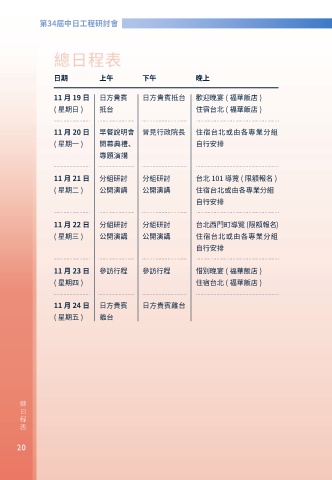 第34屆中日工程研討會
總日程表
日期 上午 下午 晚上
11 月 19 日 日方貴賓 日方貴賓抵台 歡迎晚宴 ( 福華飯店 )
( 星期日 ) 抵台 住宿台北 ( 福華飯店 )
11 月 20 日 早餐說明會 晉見行政院長 住宿台北或由各專業分組
( 星期一 ) 開幕典禮、 自行安排
專題演講
11 月 21 日 分組研討 分組研討 台北 101 導覽 ( 限額報名 )
( 星期二 ) 公開演講 公開演講 住宿台北或由各專業分組
自行安排
11 月 22 日 分組研討 分組研討 台北西門町導覽 (限額報名)
( 星期三 ) 公開演講 公開演講 住宿台北或由各專業分組
自行安排
11 月 23 日 參訪行程 參訪行程 惜別晚宴 ( 福華飯店 )
( 星期四 ) 住宿台北 ( 福華飯店 )
11 月 24 日 日方貴賓 日方貴賓離台
( 星期五 ) 離台
總日程表
20